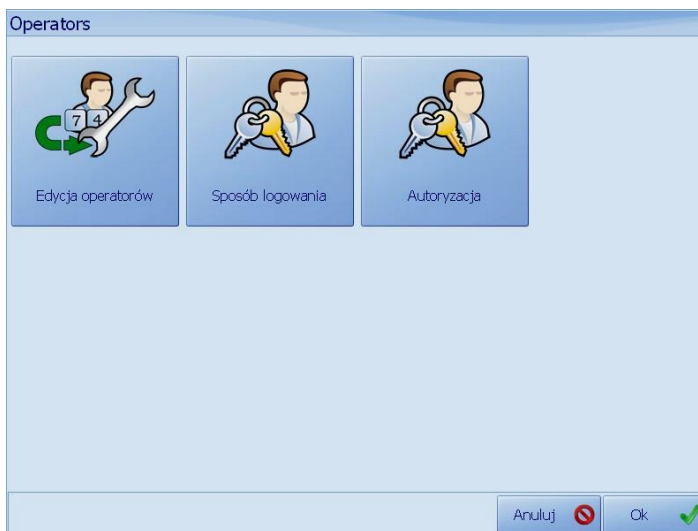 Operators
7 4
Edycja operatorów
Sposób logowania
Autoryzacja
Anuluj
Ok